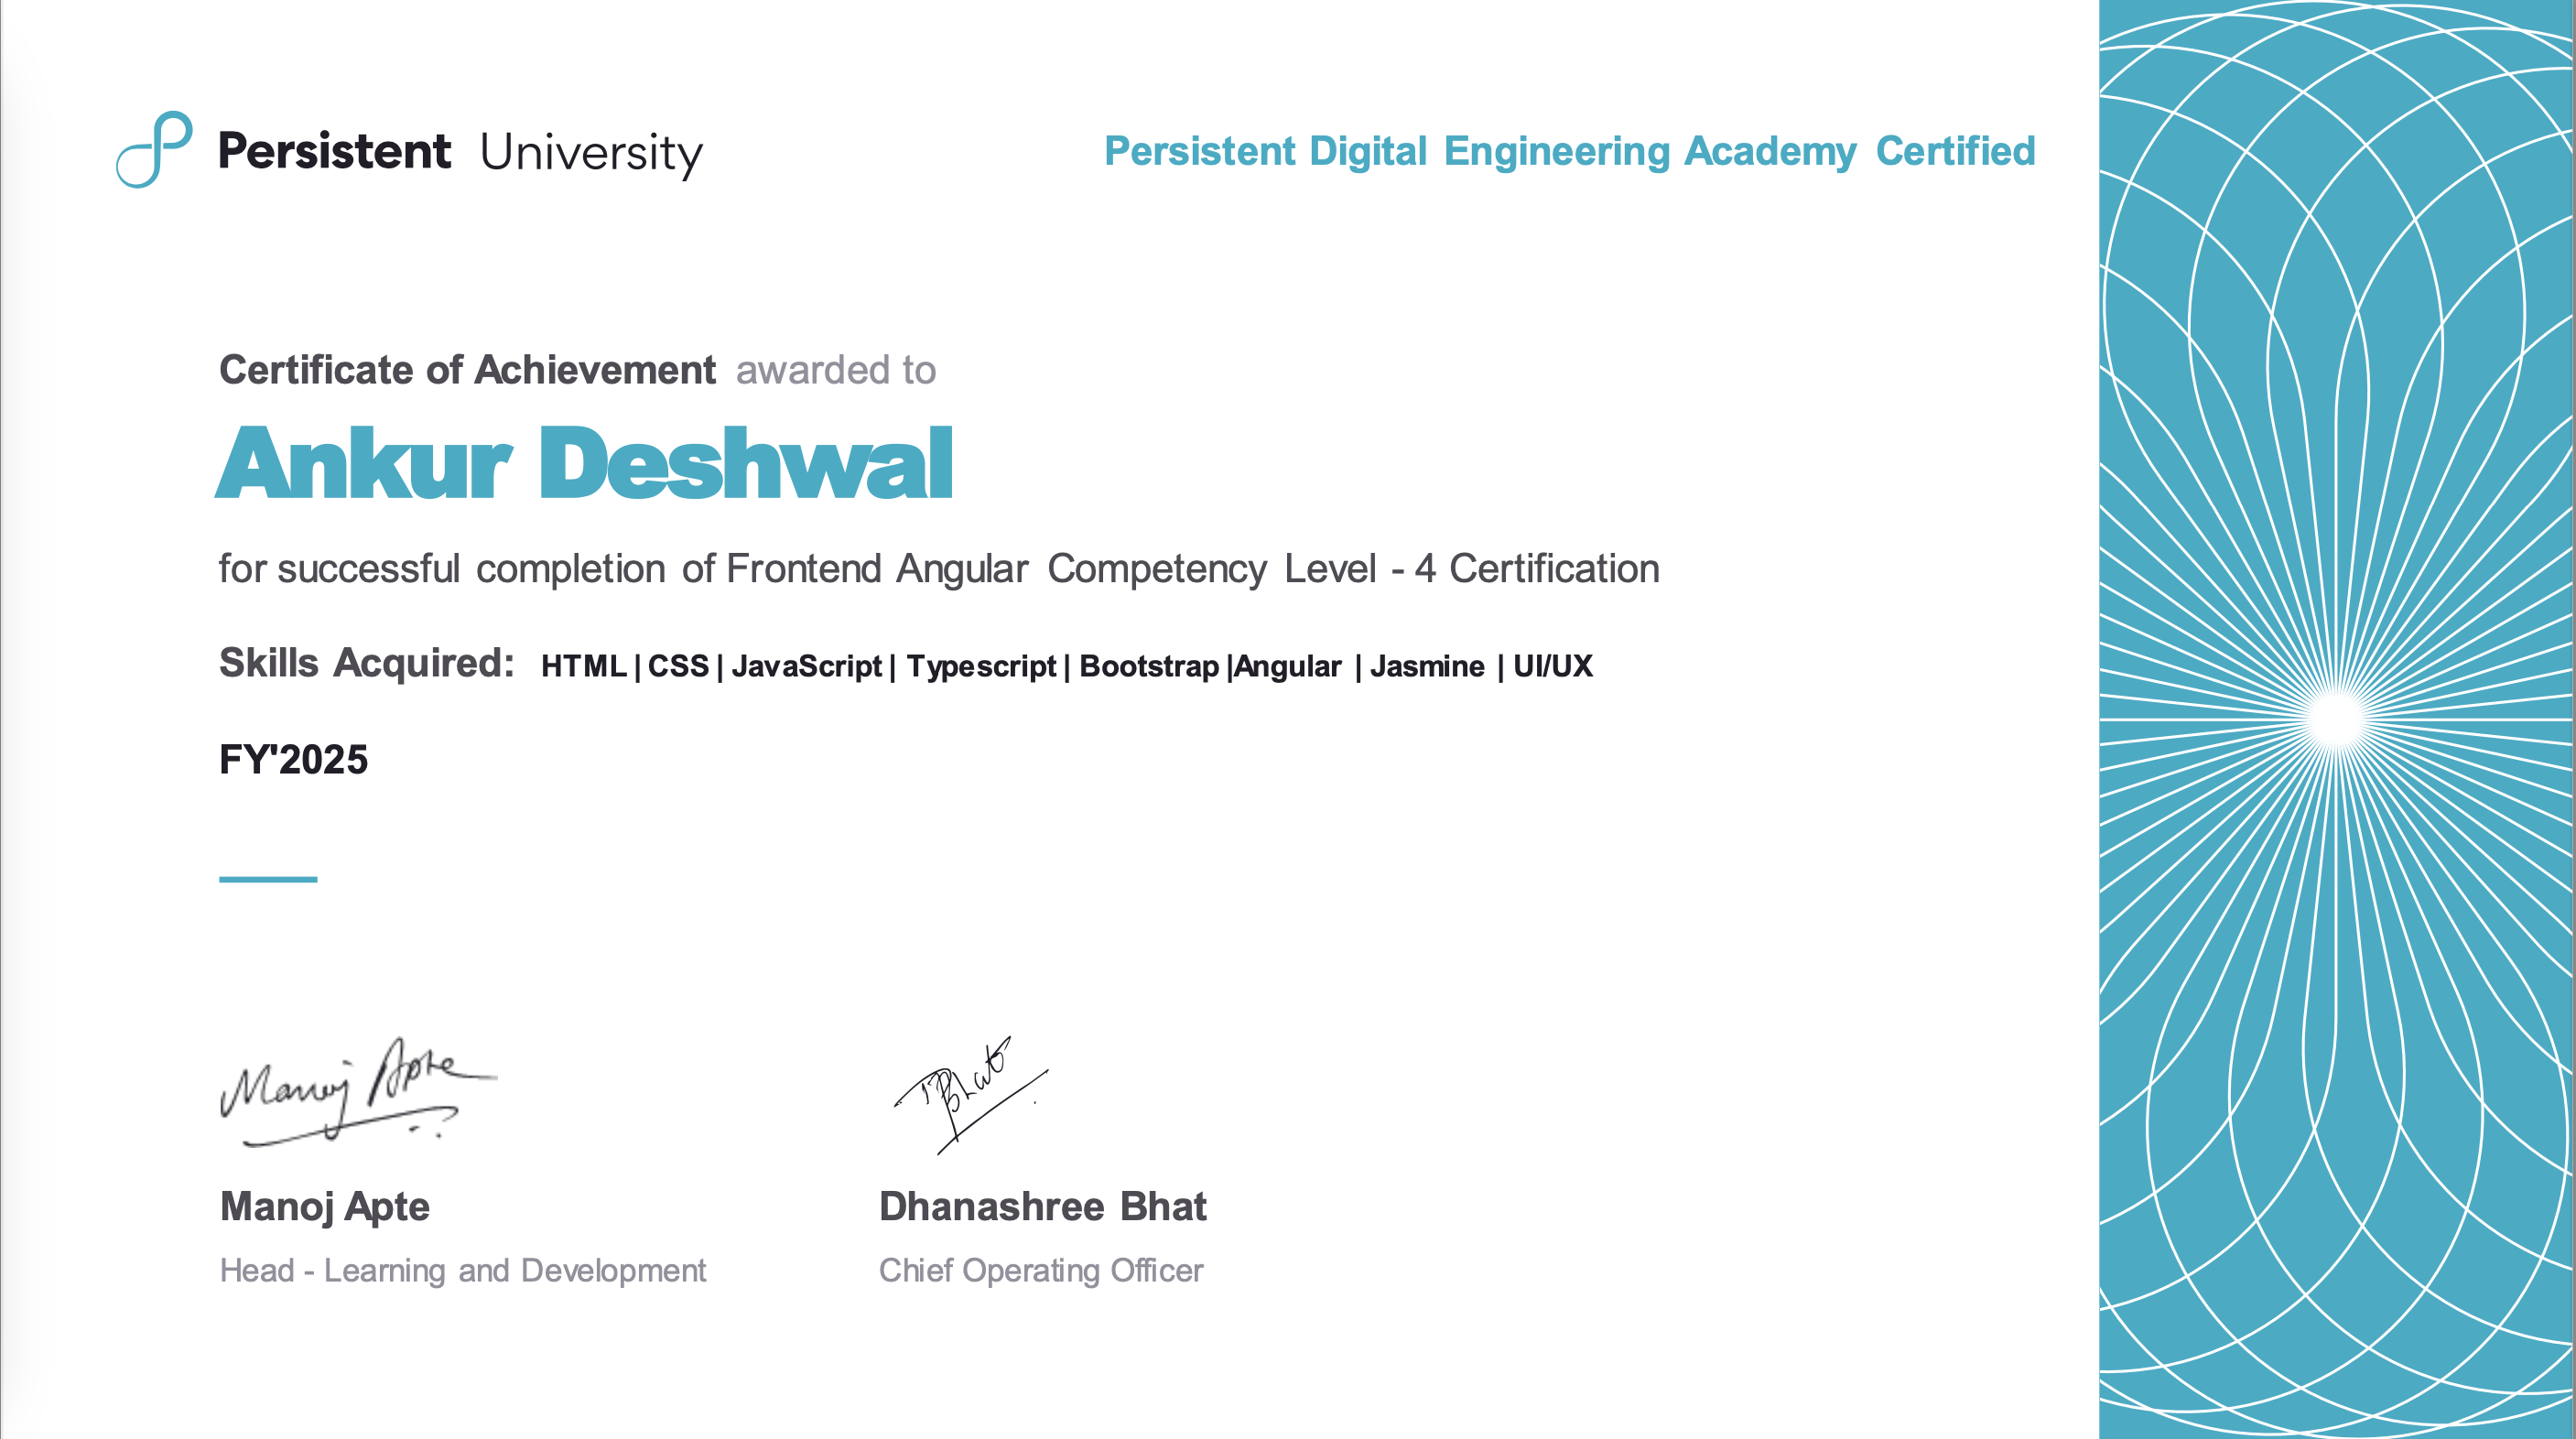 Persistent University
Persistent Digital Engineering Academy Certified
Certificate of Achievement awarded to
Ankur Deshwal
for successful completion of Frontend Angular Competency Level - 4 Certification
Skills Acquired: HTML | CSS | JavaScript | Typescript | Bootstrap |Angular | Jasmine | UI/UX
FY'2025
Manoj Apte
Bhat
Manoj Apte
Dhanashree Bhat
Head - Learning and Development
Chief Operating Officer